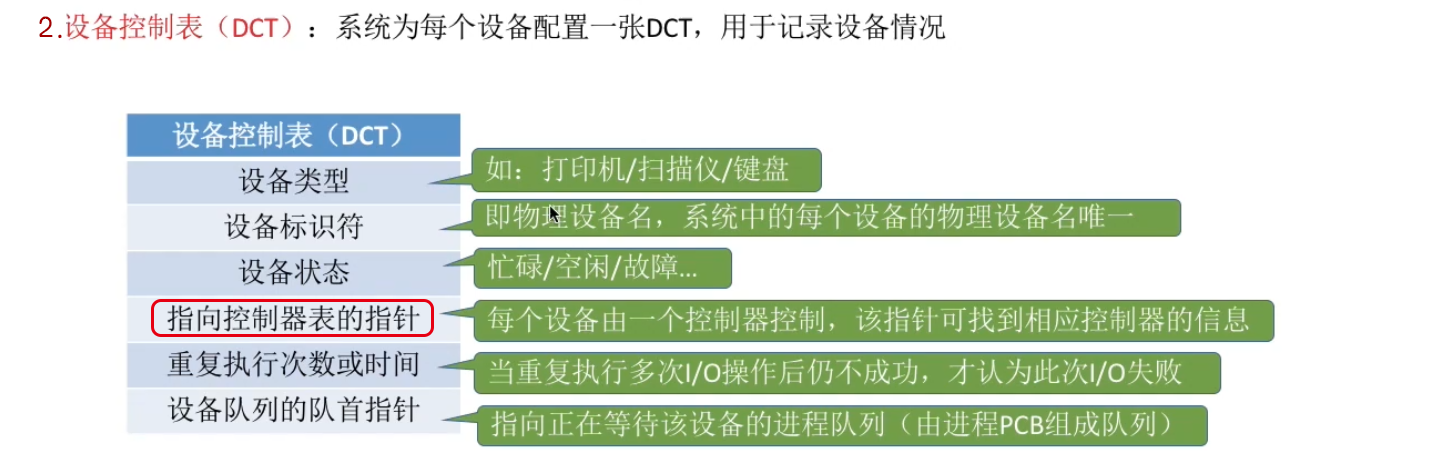 2.设备控制表（DCT）：系统为每个设备配置一张DCT，用于记录设备情况
设备控制表（DCT）
设备类型
如：打印机/扫描仪/键盘
设备标识符
即物理设备名，系统中的每个设备的物理设备名唯一
设备状态
忙碌/空闲/故障...
指向控制器表的指针
每个设备由一个控制器控制，该指针可找到相应控制器的信息
重复执行次数或时间
当重复执行多次I/O操作后仍不成功，才认为此次I/O失败
设备队列的队首指针
指向正在等待该设备的进程队列（由进程PCB组成队列）